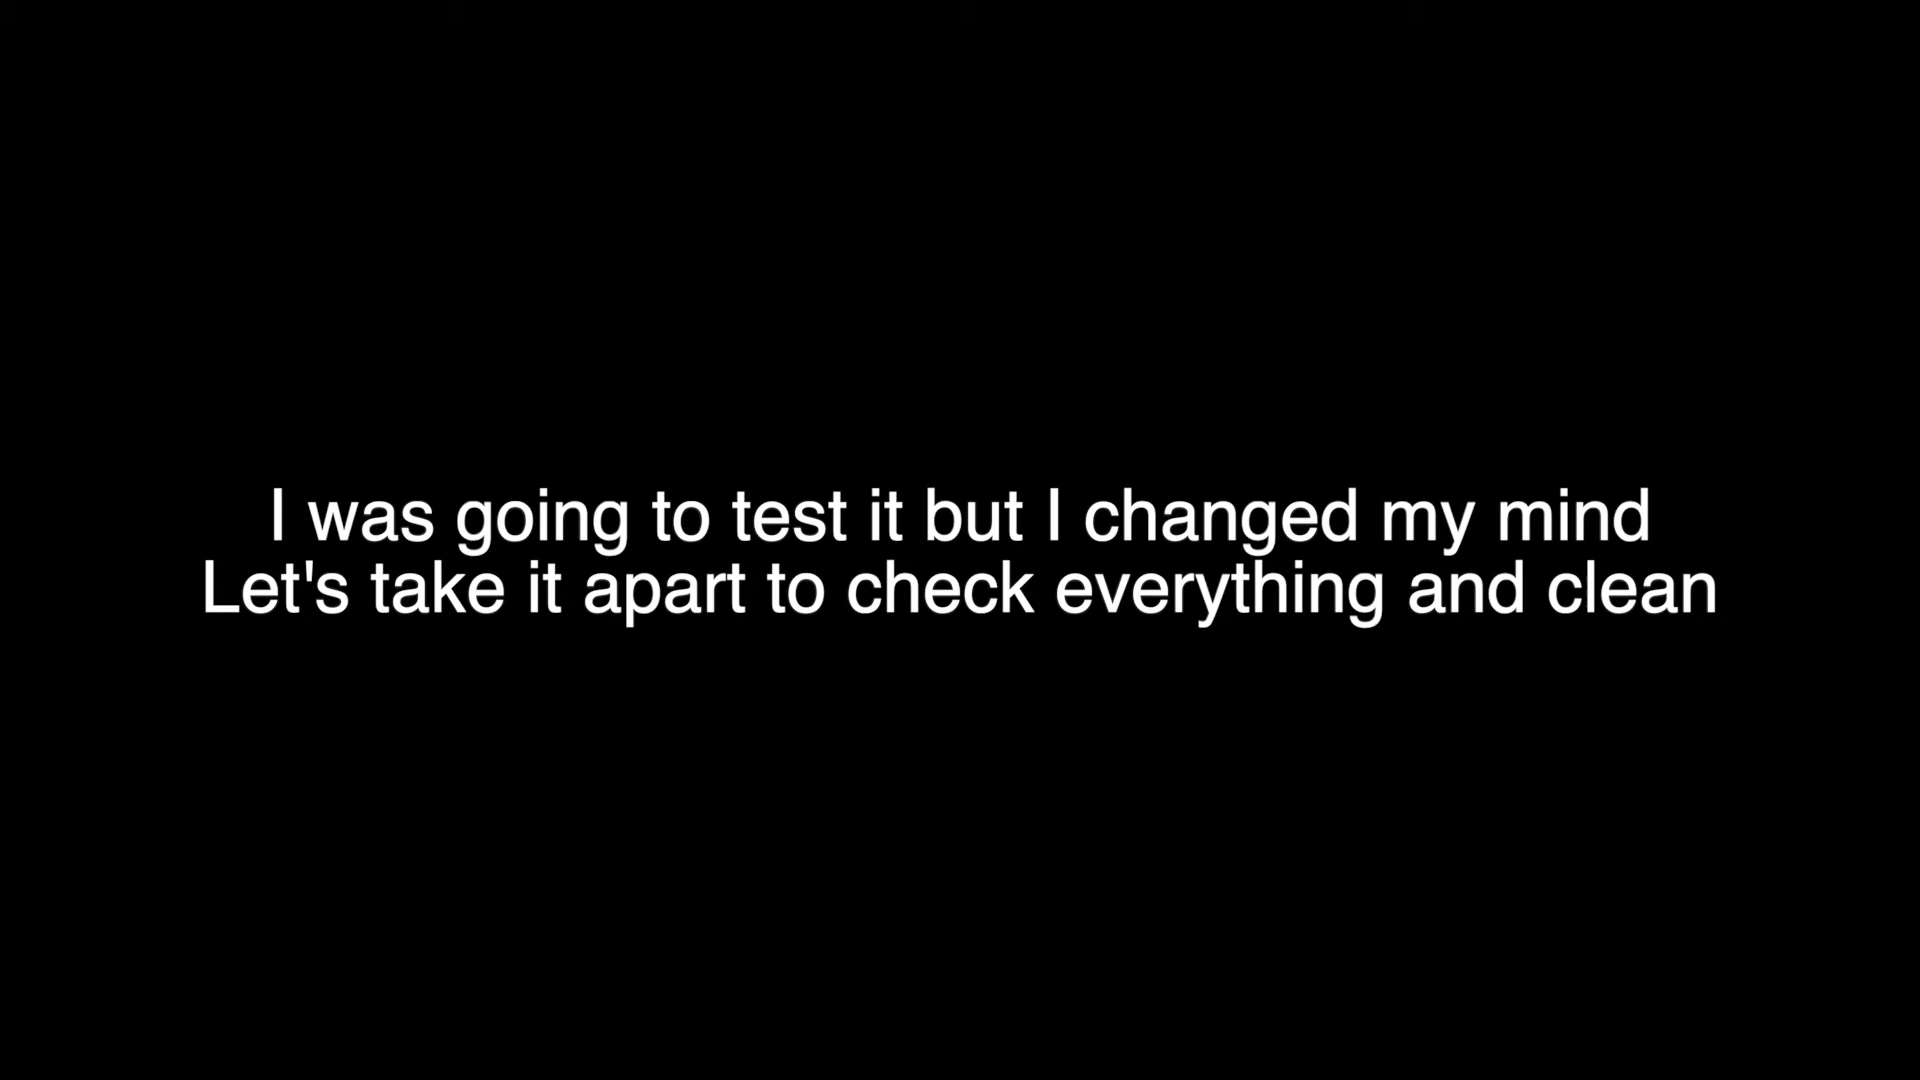 I was going to test it but I changed my mind
Let's take it apart to check everything and clean